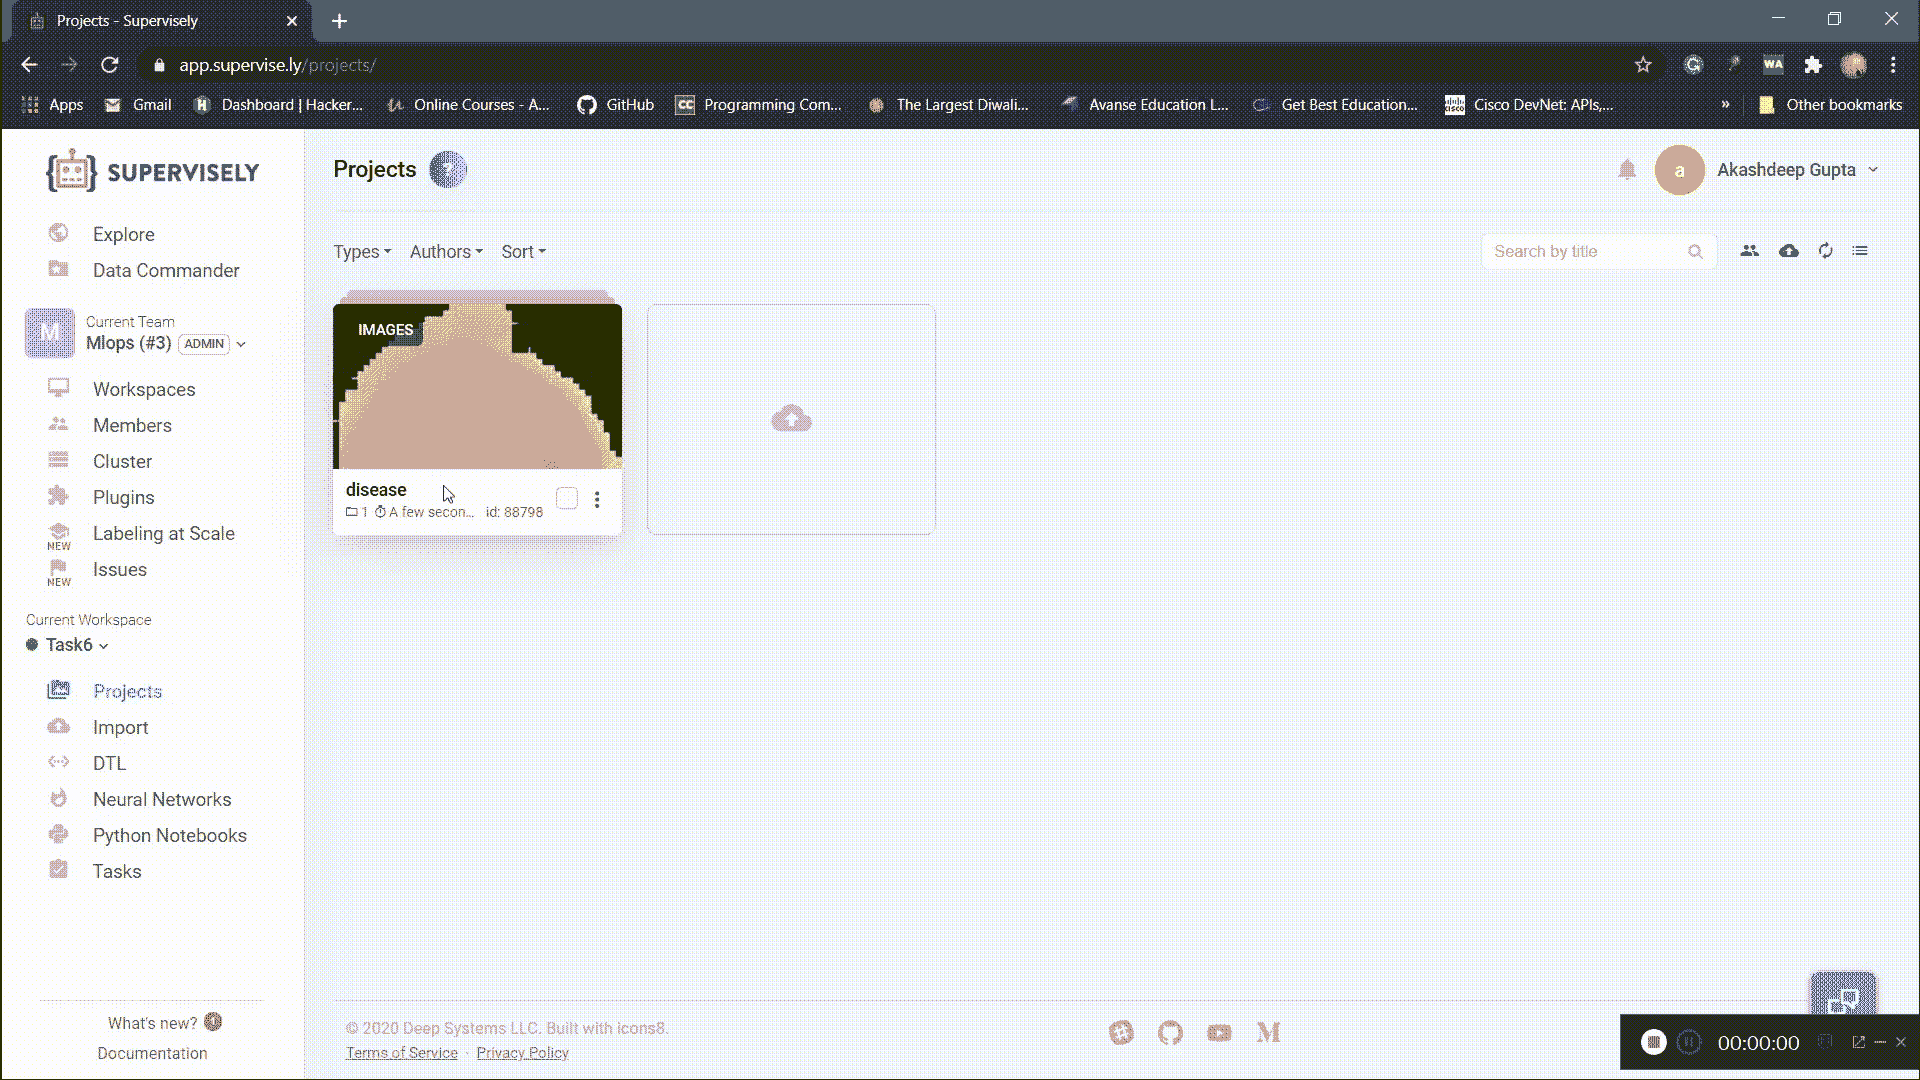 Projects - Supervisely
app.supervise.ly/projects/
Apps Gmail Dashboard | Hacker... Online Courses - A... GitHub Programming Com... The Largest Diwali... Avanse Education L... Get Best Education... Cisco DevNet: APIs,... » Other bookmarks
SUPERVISELY
Explore
Data Commander
M
Current Team
Mlops (#3) ADMIN
Workspaces
Members
Cluster
Plugins
Labeling at Scale
NEW
Issues
NEW
Current Workspace
Task6
Projects
Import
DTL
Neural Networks
Python Notebooks
Tasks
What's new?
Documentation
Projects ?
a Akashdeep Gupta
Types Authors Sort
Search by title
IMAGES
disease
1 A few secon... id: 88798
© 2020 Deep Systems LLC. Built with icons8.
Terms of Service · Privacy Policy
WA
CC
CISCO
00:00:00